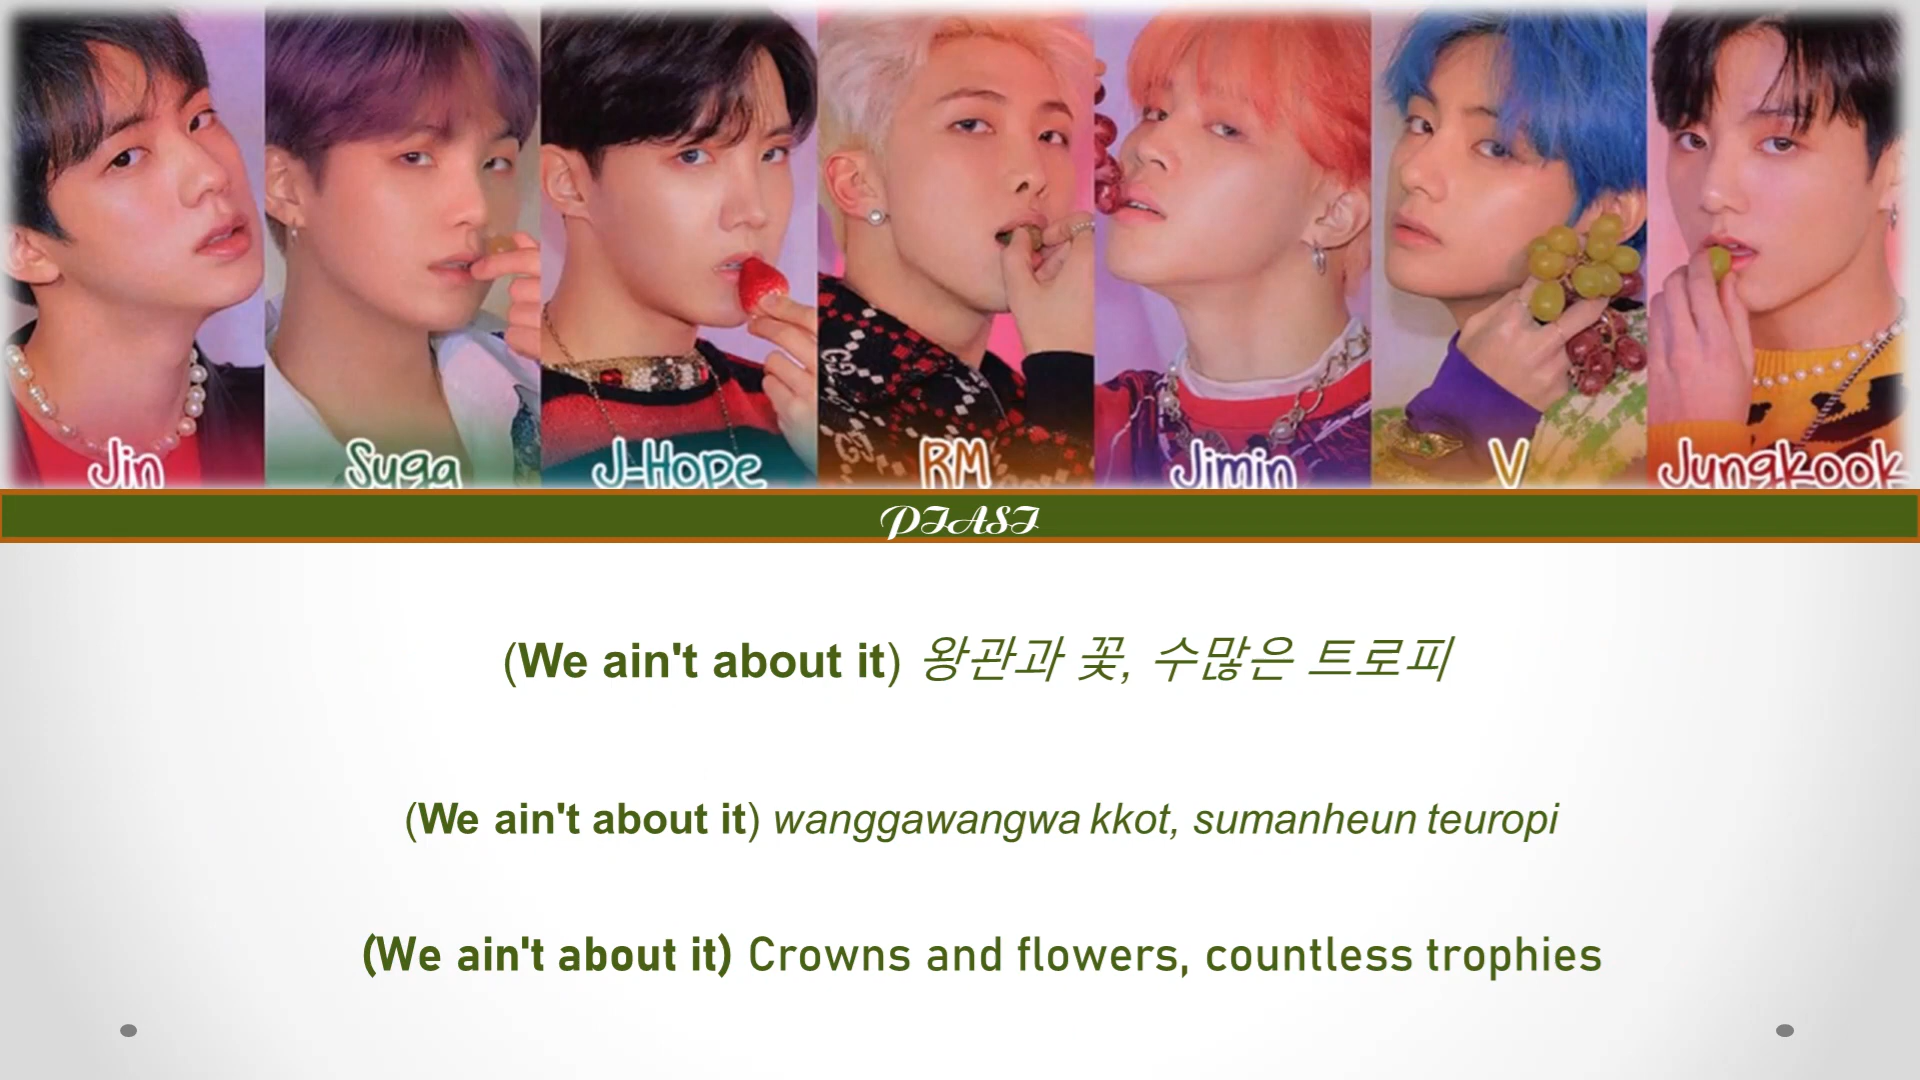 Jin Suga J-Hope RM Jimin V Jungkook
PTAST
(We ain't about it) 왕관과 꽃, 수많은 트로피
(We ain't about it) wanggawangwa kkot, sumanheun teuropi
(We ain't about it) Crowns and flowers, countless trophies